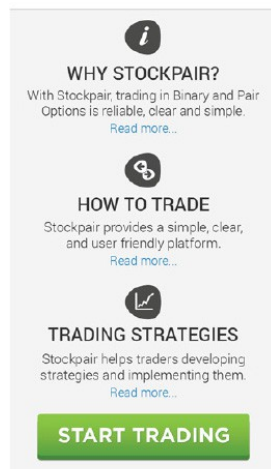 WHY STOCKPAIR?
With Stockpair, trading in Binary and Pair
Options is reliable, clear and simple.
Read more...
HOW TO TRADE
Stockpair provides a simple, clear,
and user friendly platform.
Read more...
TRADING STRATEGIES
Stockpair helps traders developing
strategies and implementing them.
Read more...
START TRADING